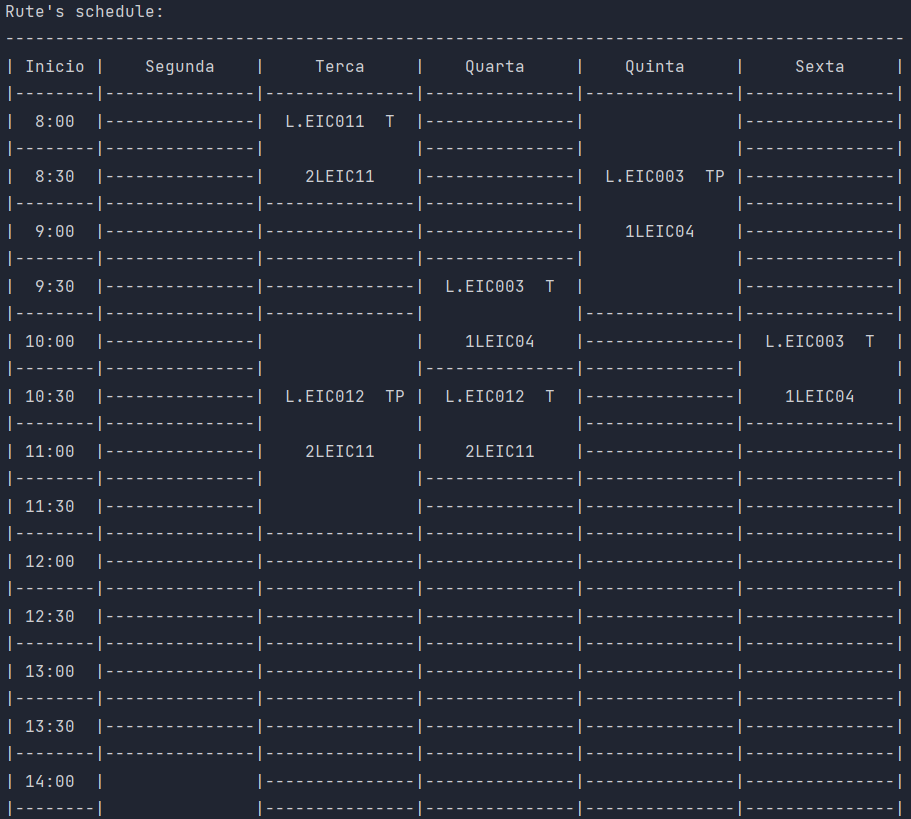 Rute's schedule:
------------------------------------------------------------------------------------------
| Inicio |    Segunda    |     Terca     |    Quarta     |    Quinta     |     Sexta     |
|--------|---------------|---------------|---------------|---------------|---------------|
|  8:00  |---------------|  L.EIC011  T  |---------------|               |---------------|
|--------|---------------|               |---------------|               |---------------|
|  8:30  |---------------|    2LEIC11    |---------------|  L.EIC003  TP |---------------|
|--------|---------------|---------------|---------------|               |---------------|
|  9:00  |---------------|---------------|---------------|    1LEIC04    |---------------|
|--------|---------------|---------------|---------------|               |---------------|
|  9:30  |---------------|---------------|  L.EIC003  T  |               |---------------|
|--------|---------------|---------------|               |---------------|---------------|
| 10:00  |---------------|               |    1LEIC04    |---------------|  L.EIC003  T  |
|--------|---------------|               |---------------|---------------|               |
| 10:30  |---------------|  L.EIC012  TP |  L.EIC012  T  |---------------|    1LEIC04    |
|--------|---------------|               |               |---------------|---------------|
| 11:00  |---------------|    2LEIC11    |    2LEIC11    |---------------|---------------|
|--------|---------------|               |---------------|---------------|---------------|
| 11:30  |---------------|               |---------------|---------------|---------------|
|--------|---------------|---------------|---------------|---------------|---------------|
| 12:00  |---------------|---------------|---------------|---------------|---------------|
|--------|---------------|---------------|---------------|---------------|---------------|
| 12:30  |---------------|---------------|---------------|---------------|---------------|
|--------|---------------|---------------|---------------|---------------|---------------|
| 13:00  |---------------|---------------|---------------|---------------|---------------|
|--------|---------------|---------------|---------------|---------------|---------------|
| 13:30  |---------------|---------------|---------------|---------------|---------------|
|--------|---------------|---------------|---------------|---------------|---------------|
| 14:00  |               |---------------|---------------|---------------|---------------|
|--------|               |---------------|---------------|---------------|---------------|